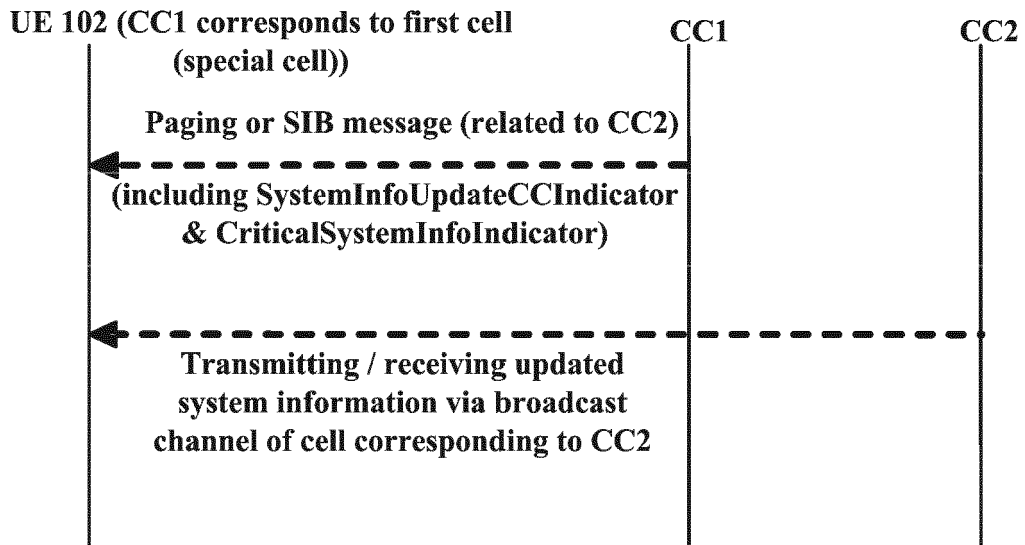 UE 102 (CC1 corresponds to first cell
(special cell))
CC1
CC2
Paging or SIB message (related to CC2)
(including SystemInfoUpdateCCIndicator
& CriticalSystemInfoIndicator)
Transmitting / receiving updated
system information via broadcast
channel of cell corresponding to CC2